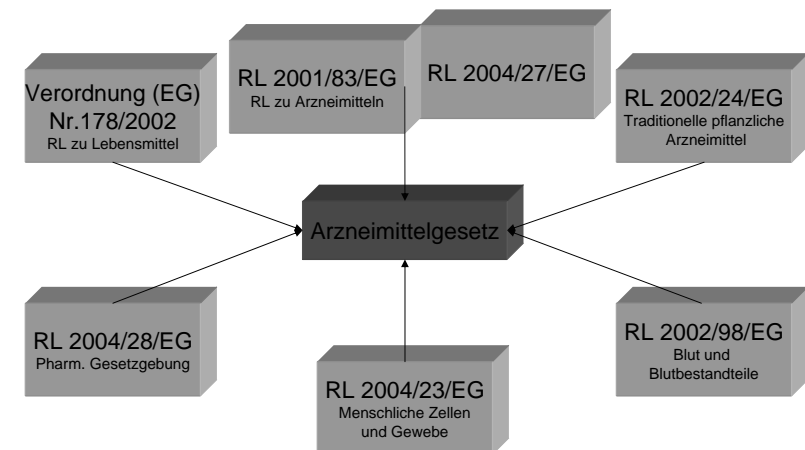 Verordnung (EG)
Nr.178/2002
RL zu Lebensmittel
RL 2001/83/EG
RL zu Arzneimitteln
RL 2004/27/EG
RL 2002/24/EG
Traditionelle pflanzliche
Arzneimittel
Arzneimittelgesetz
RL 2004/28/EG
Pharm. Gesetzgebung
RL 2004/23/EG
Menschliche Zellen
und Gewebe
RL 2002/98/EG
Blut und
Blutbestandteile